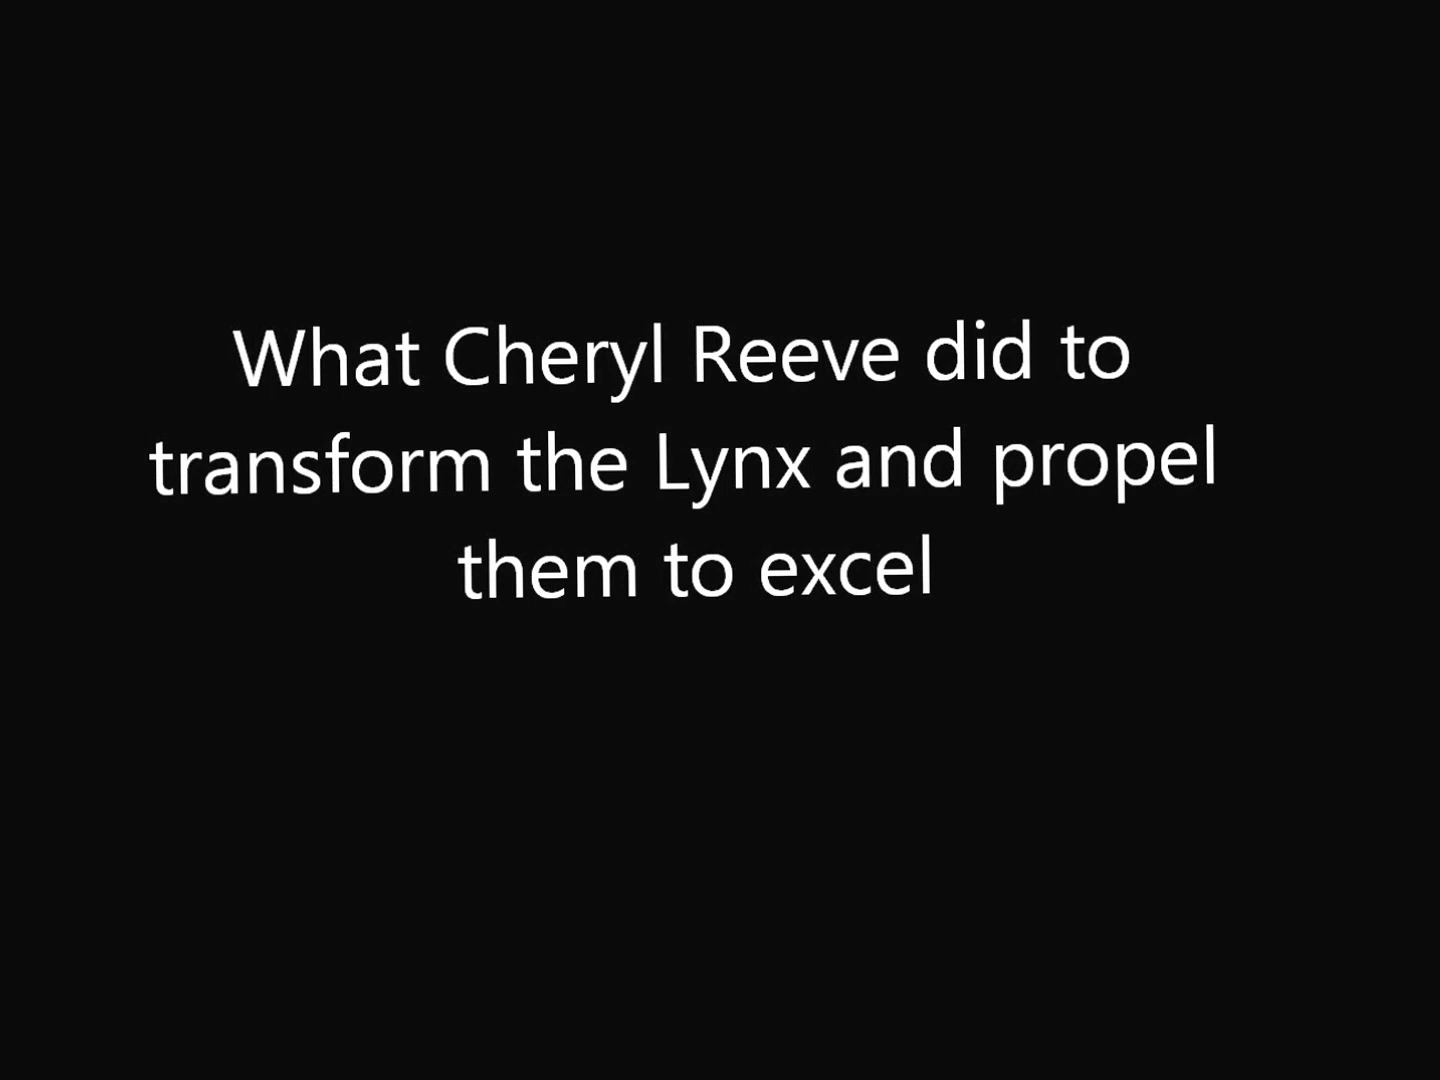 What Cheryl Reeve did to
transform the Lynx and propel
them to excel